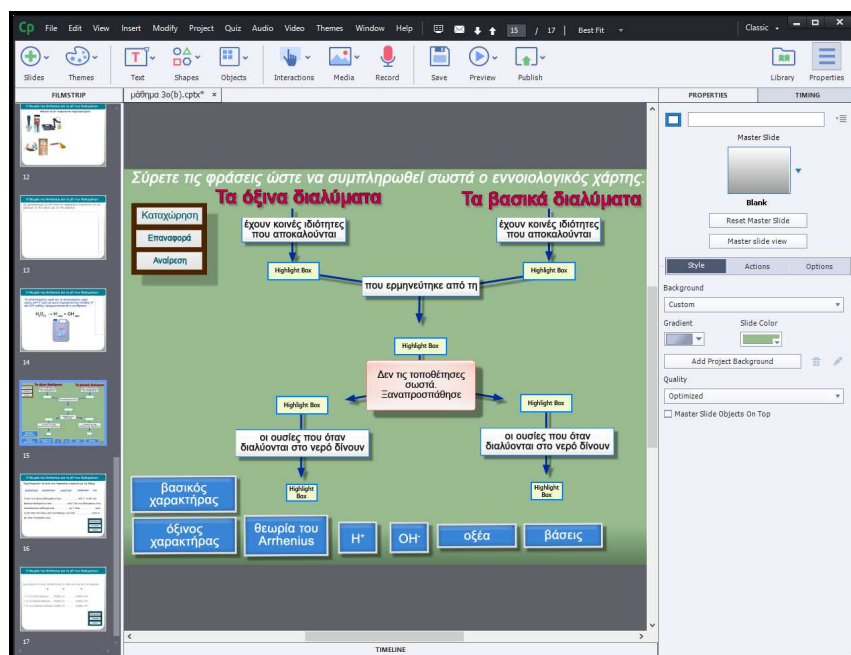 Cp File Edit View Insert Modify Project Quiz Audio Video Themes Window Help 15 / 17 Best Fit Classic
Slides Themes Text Shapes Objects Interactions Media Record Save Preview Publish Library Properties
FILMSTRIP μάθημα 3ο(b).cptx* × PROPERTIES TIMING
12
13
14
15
16
17
Σύρετε τις φράσεις ώστε να συμπληρωθεί σωστά ο εννοιολογικός χάρτης.
Τα όξινα διαλύματα Τα βασικά διαλύματα
Καταχώρηση
Επαναφορά
Αναίρεση
έχουν κοινές ιδιότητες
που αποκαλούνται
έχουν κοινές ιδιότητες
που αποκαλούνται
Highlight Box
Highlight Box
που ερμηνεύτηκε από τη
Highlight Box
Δεν τις τοποθέτησες
σωστά.
Ξαναπροσπάθησε
Highlight Box
Highlight Box
οι ουσίες που όταν
διαλύονται στο νερό δίνουν
οι ουσίες που όταν
διαλύονται στο νερό δίνουν
Highlight
Box
Highlight
Box
βασικός
χαρακτήρας
όξινος
χαρακτήρας
θεωρία του
Arrhenius
H⁺
OH⁻
οξέα
βάσεις
TIMELINE
Master Slide
Blank
Reset Master Slide
Master slide view
Style Actions Options
Background
Custom
Gradient Slide Color
Add Project Background
Quality
Optimized
Master Slide Objects On Top